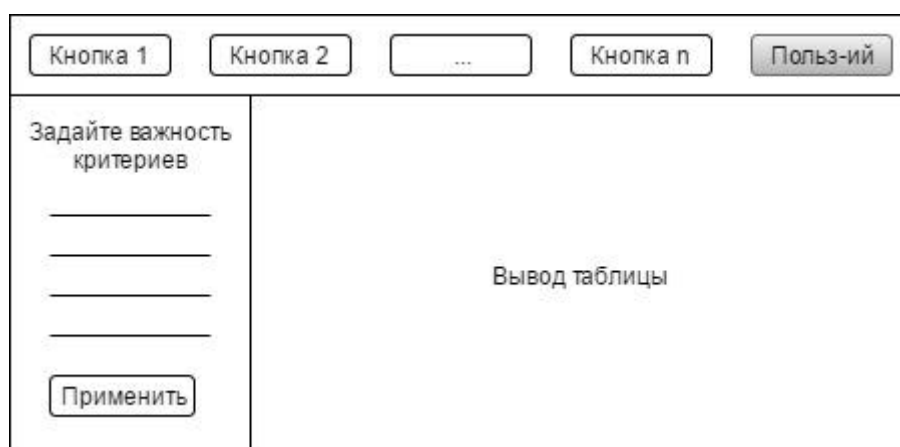 Кнопка 1
Кнопка 2
...
Кнопка n
Польз-ий
Задайте важность
критериев
Вывод таблицы
Применить